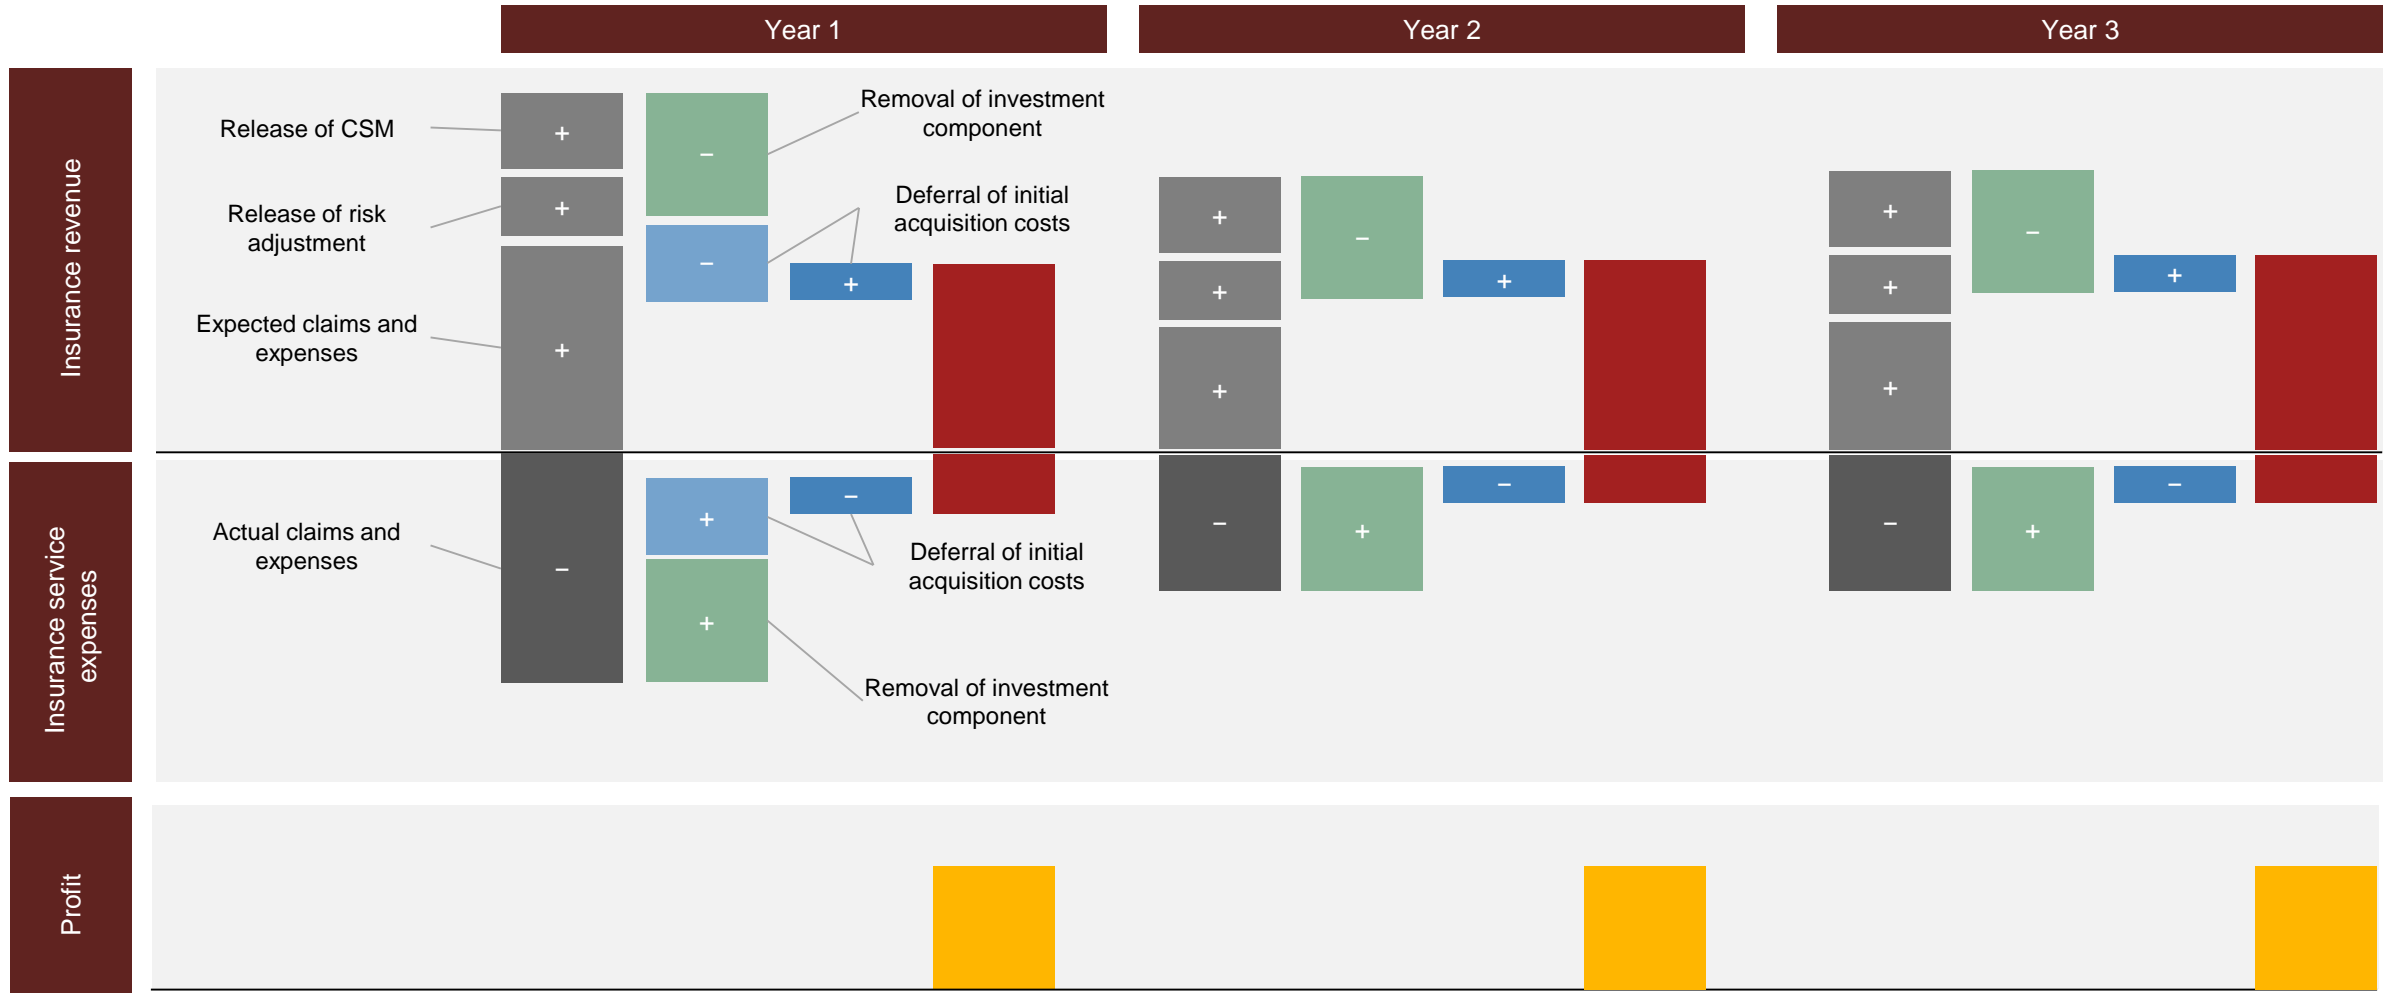 Year 1
Year 2
Year 3
Insurance revenue
Release of CSM
+
–
Removal of investment
component
Release of risk
adjustment
+
–
Deferral of initial
acquisition costs
+
Expected claims and
expenses
+
+
–
+
+
+
+
–
+
+
+
Insurance service
expenses
Actual claims and
expenses
–
+
–
Deferral of initial
acquisition costs
+
Removal of investment
component
–
+
–
–
+
–
Profit